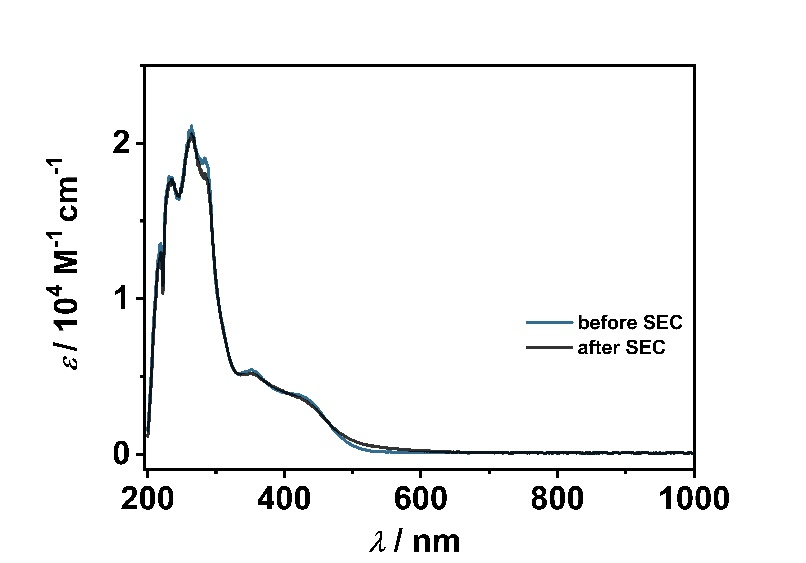 ε / 10⁴ M⁻¹ cm⁻¹
2
1
0
before SEC
after SEC
200 400 600 800 1000
λ / nm